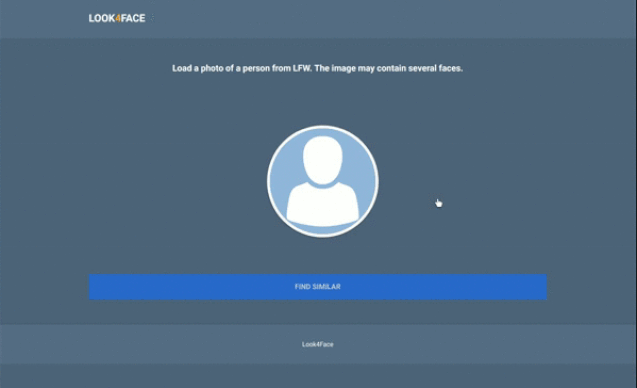 LOOK4FACE
Load a photo of a person from LFW. The image may contain several faces.
FIND SIMILAR
Look4Face